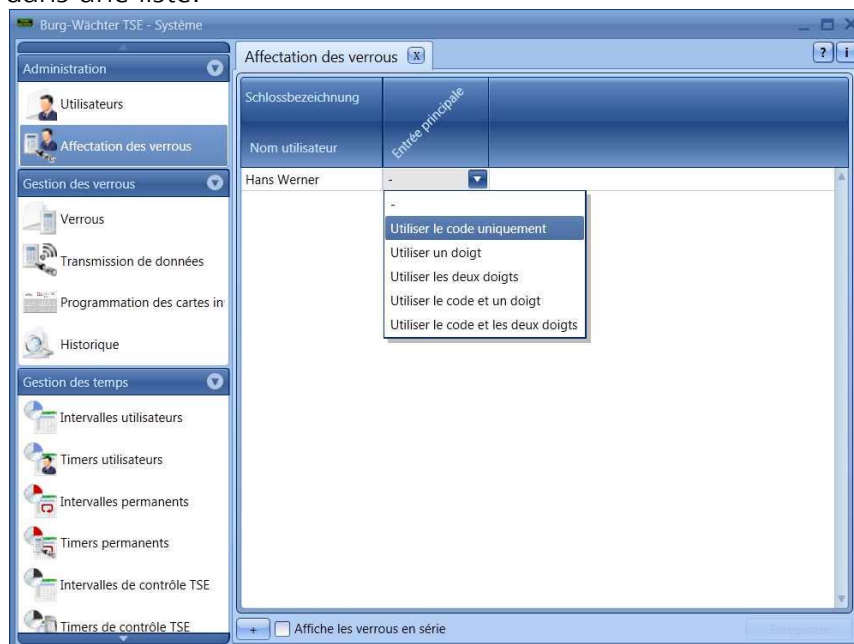 dans une liste.
Burg-Wächter TSE - Système
Administration
Utilisateurs
Affectation des verrous
Gestion des verrous
Verrous
Transmission de données
Programmation des cartes in
Historique
Gestion des temps
Intervalles utilisateurs
Timers utilisateurs
Intervalles permanents
Timers permanents
Intervalles de contrôle TSE
Timers de contrôle TSE
Affectation des verrous X
? i
Schlossbezeichnung
Entrée principale
Nom utilisateur
Hans Werner -
-
Utiliser le code uniquement
Utiliser un doigt
Utiliser les deux doigts
Utiliser le code et un doigt
Utiliser le code et les deux doigts
+ Affiche les verrous en série
Enregistrer